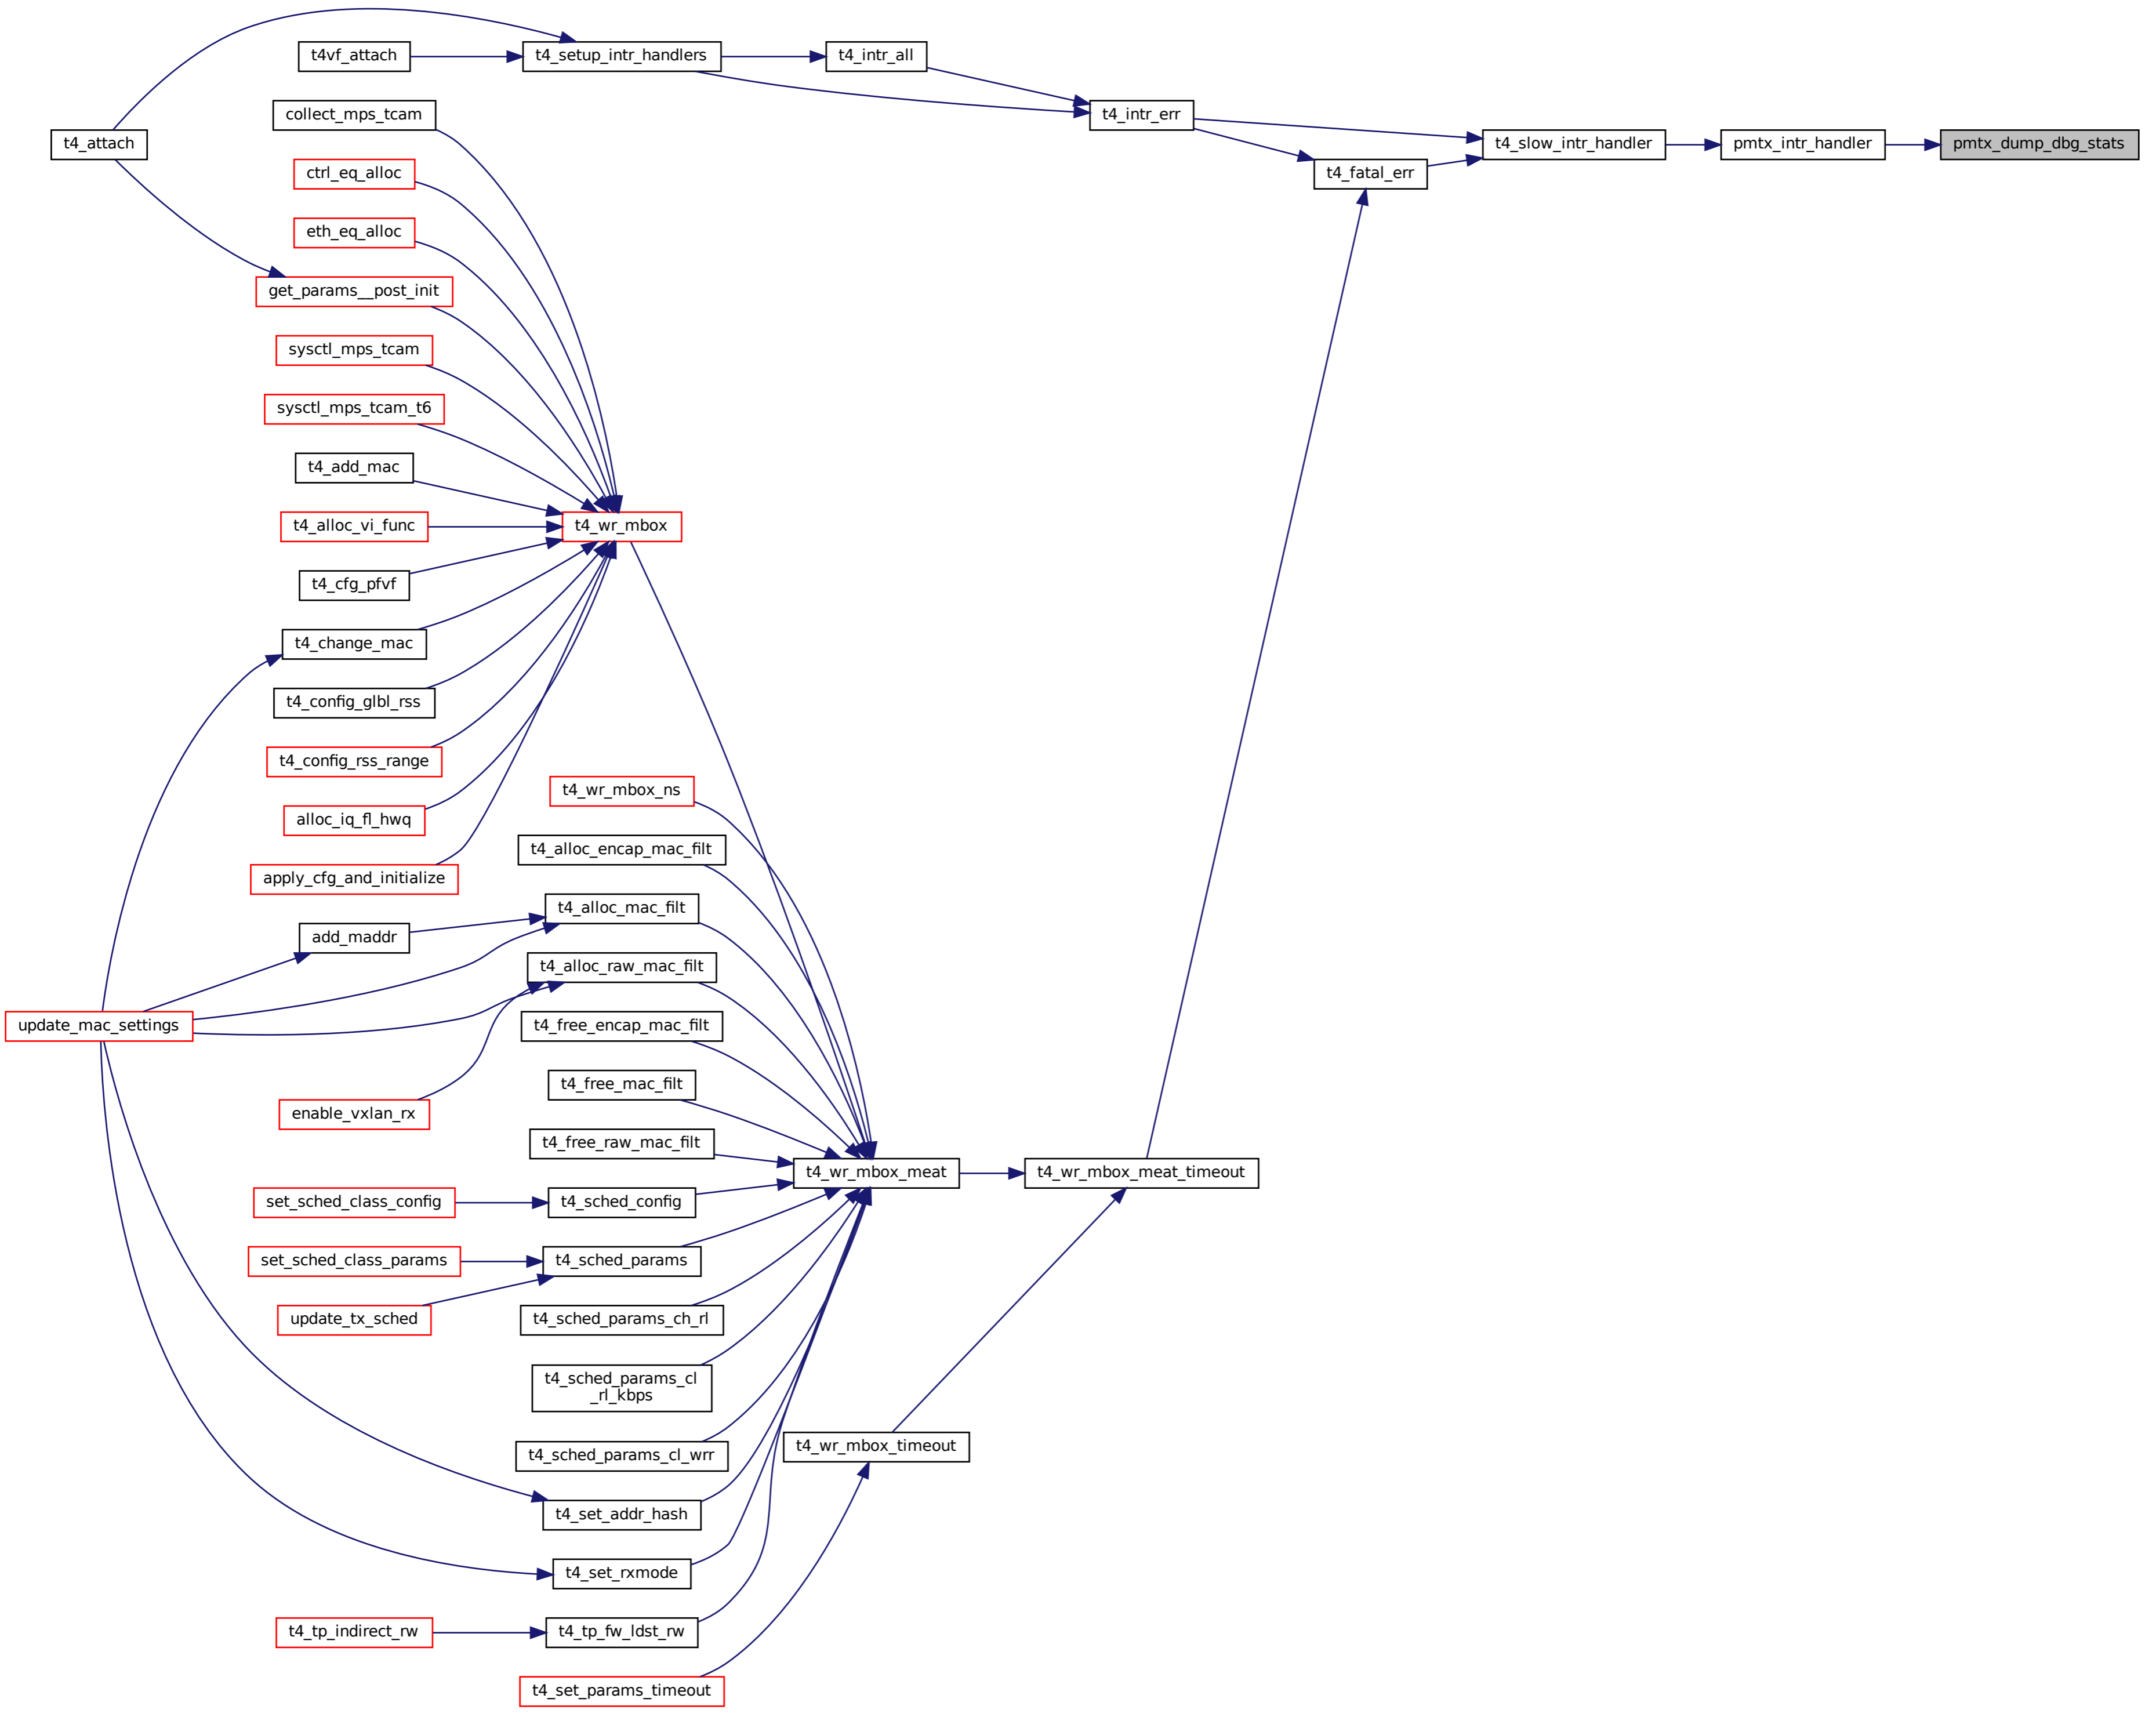 t4vf_attach
t4_setup_intr_handlers
t4_intr_all
collect_mps_tcam
t4_intr_err
t4_attach
t4_slow_intr_handler
pmtx_intr_handler
pmtx_dump_dbg_stats
ctrl_eq_alloc
t4_fatal_err
eth_eq_alloc
get_params__post_init
sysctl_mps_tcam
sysctl_mps_tcam_t6
t4_add_mac
t4_alloc_vi_func
t4_wr_mbox
t4_cfg_pfvf
t4_change_mac
t4_config_glbl_rss
t4_config_rss_range
t4_wr_mbox_ns
alloc_iq_fl_hwq
t4_alloc_encap_mac_filt
apply_cfg_and_initialize
t4_alloc_mac_filt
add_maddr
t4_alloc_raw_mac_filt
update_mac_settings
t4_free_encap_mac_filt
t4_free_mac_filt
enable_vxlan_rx
t4_free_raw_mac_filt
t4_wr_mbox_meat
t4_wr_mbox_meat_timeout
set_sched_class_config
t4_sched_config
set_sched_class_params
t4_sched_params
update_tx_sched
t4_sched_params_ch_rl
t4_sched_params_cl
_rl_kbps
t4_sched_params_cl_wrr
t4_wr_mbox_timeout
t4_set_addr_hash
t4_set_rxmode
t4_tp_indirect_rw
t4_tp_fw_ldst_rw
t4_set_params_timeout